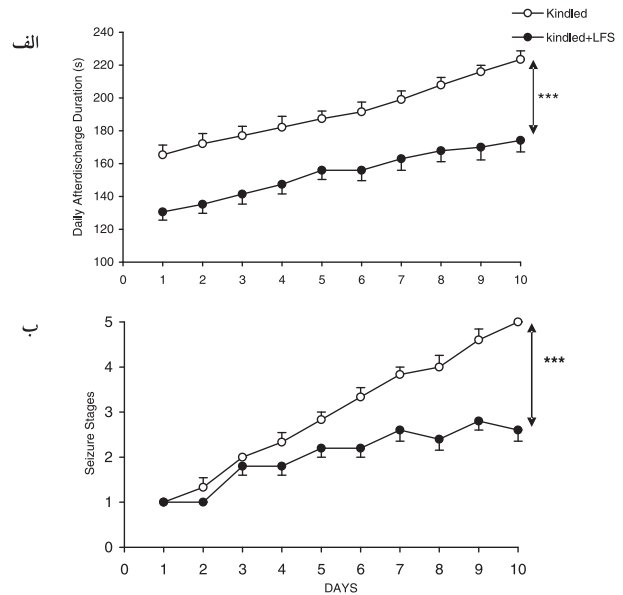 Kindled
kindled+LFS
الف
Daily Afterdischarge Duration (s)
240
220
200
180
160
140
120
100
***
0 1 2 3 4 5 6 7 8 9 10
ب
Seizure Stages
5
4
3
2
1
0
***
0 1 2 3 4 5 6 7 8 9 10
DAYS